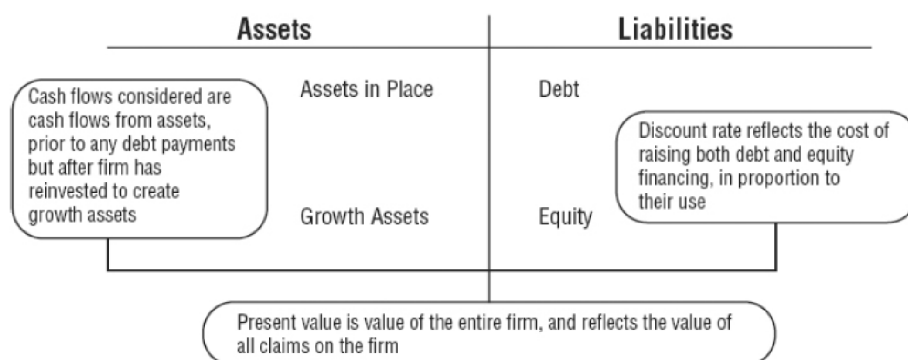 Assets
Liabilities
Assets in Place
Debt
Cash flows considered are
cash flows from assets,
prior to any debt payments
but after firm has
reinvested to create
growth assets
Discount rate reflects the cost of
raising both debt and equity
financing, in proportion to
their use
Growth Assets
Equity
Present value is value of the entire firm, and reflects the value of
all claims on the firm